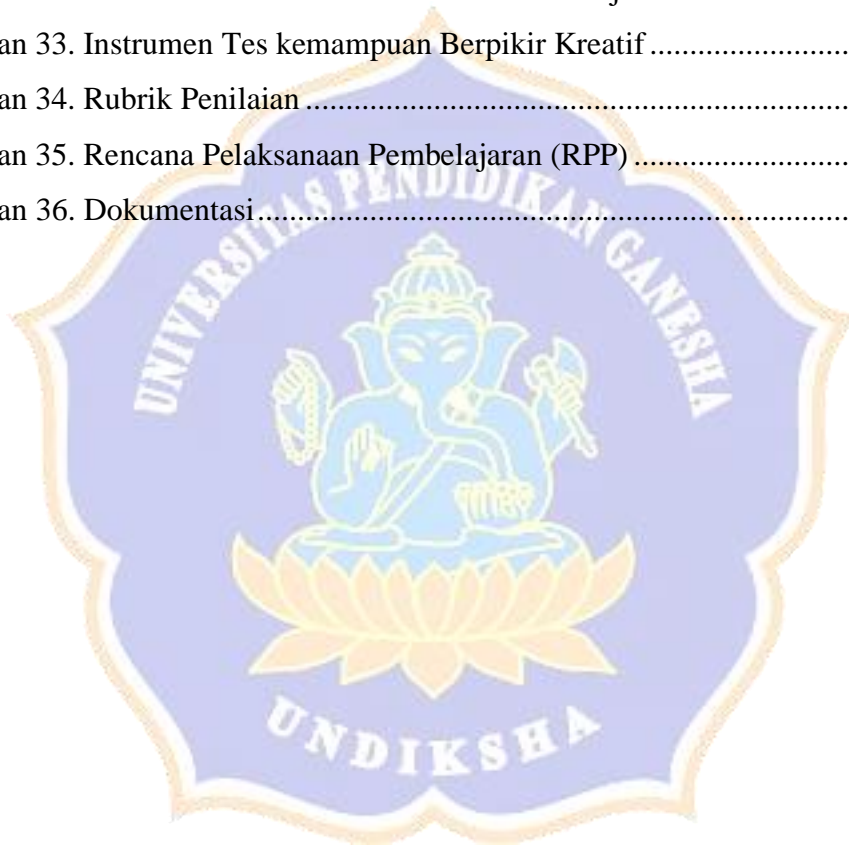 an 33. Instrumen Tes kemampuan Berpikir Kreatif ............................
an 34. Rubrik Penilaian ............................................................................
an 35. Rencana Pelaksanaan Pembelajaran (RPP) ..............................
an 36. Dokumentasi ..................................................................................
UNIVERSITAS PENDIDIKAN GANESHA
UNDIKSHA